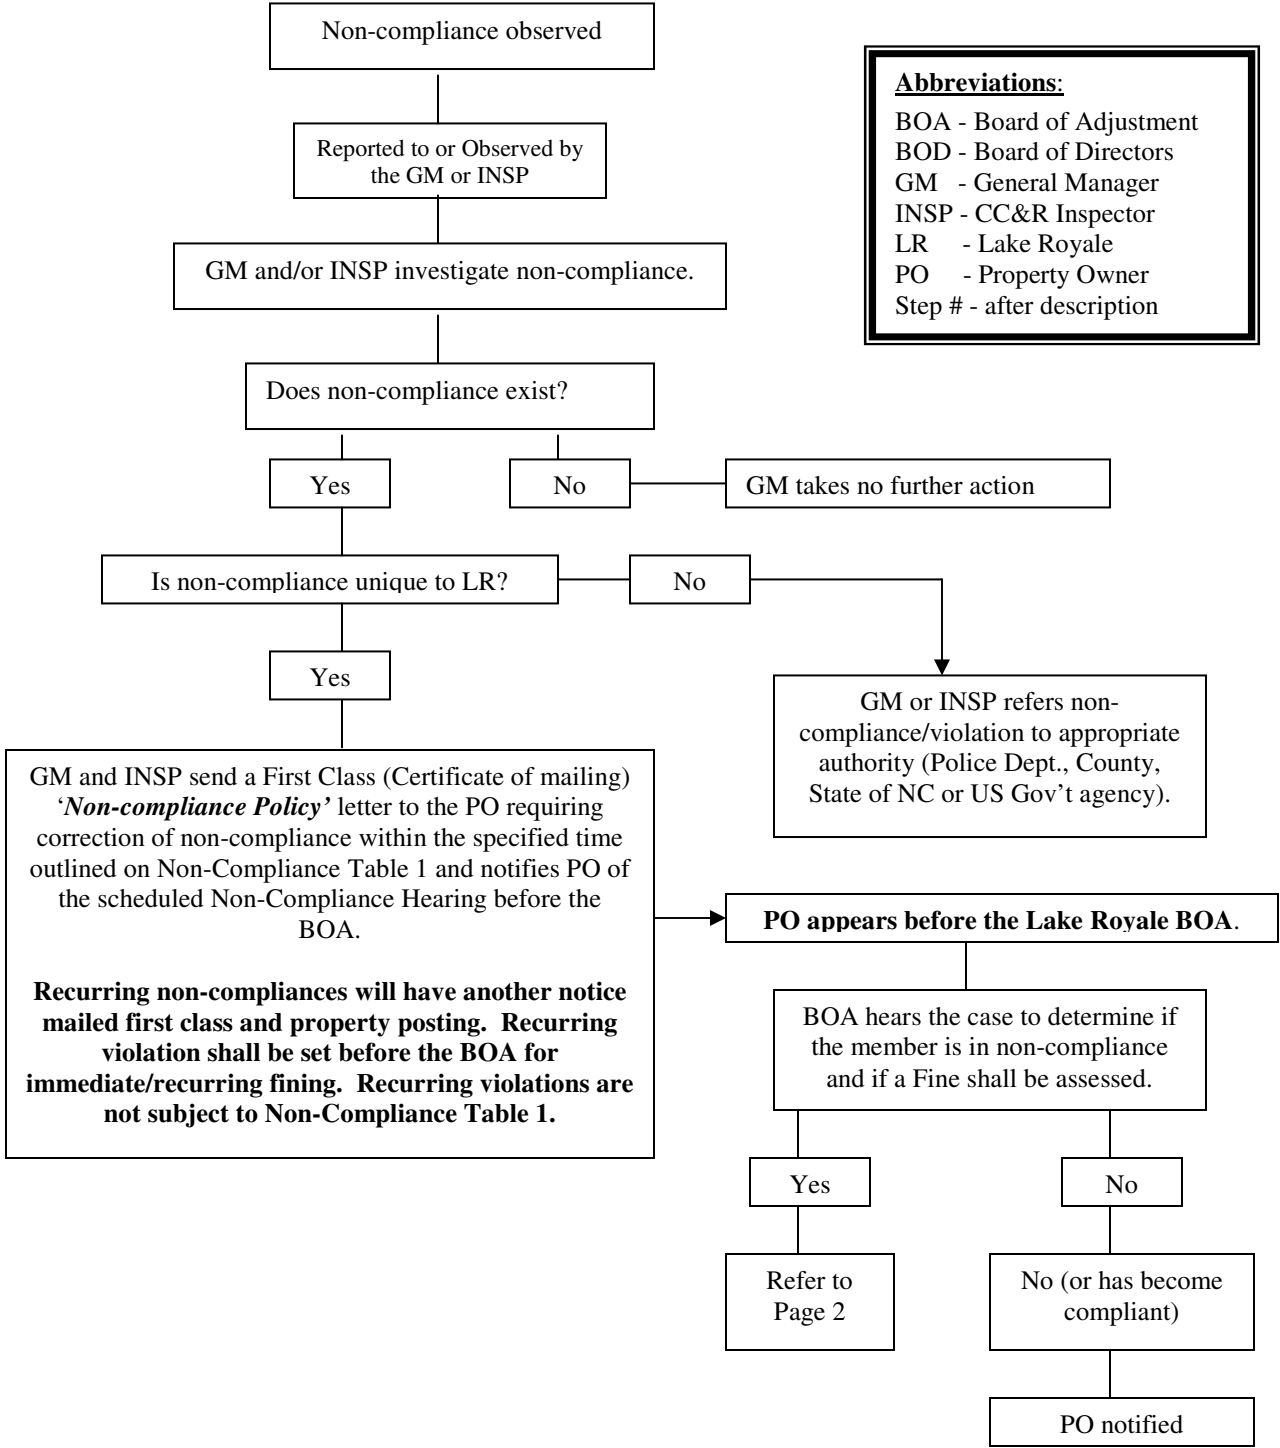 Non-compliance observed
Reported to or Observed by
the GM or INSP
GM and/or INSP investigate non-compliance.
Abbreviations:
BOA - Board of Adjustment
BOD - Board of Directors
GM - General Manager
INSP - CC&R Inspector
LR - Lake Royale
PO - Property Owner
Step # - after description
Does non-compliance exist?
Yes
No
GM takes no further action
Is non-compliance unique to LR?
No
Yes
GM or INSP refers non-
compliance/violation to appropriate
authority (Police Dept., County,
State of NC or US Gov't agency).
GM and INSP send a First Class (Certificate of mailing)
‘Non-compliance Policy’ letter to the PO requiring
correction of non-compliance within the specified time
outlined on Non-Compliance Table 1 and notifies PO of
the scheduled Non-Compliance Hearing before the
BOA.
Recurring non-compliances will have another notice
mailed first class and property posting. Recurring
violation shall be set before the BOA for
immediate/recurring fining. Recurring violations are
not subject to Non-Compliance Table 1.
PO appears before the Lake Royale BOA.
BOA hears the case to determine if
the member is in non-compliance
and if a Fine shall be assessed.
Yes
No
Refer to
Page 2
No (or has become
compliant)
PO notified